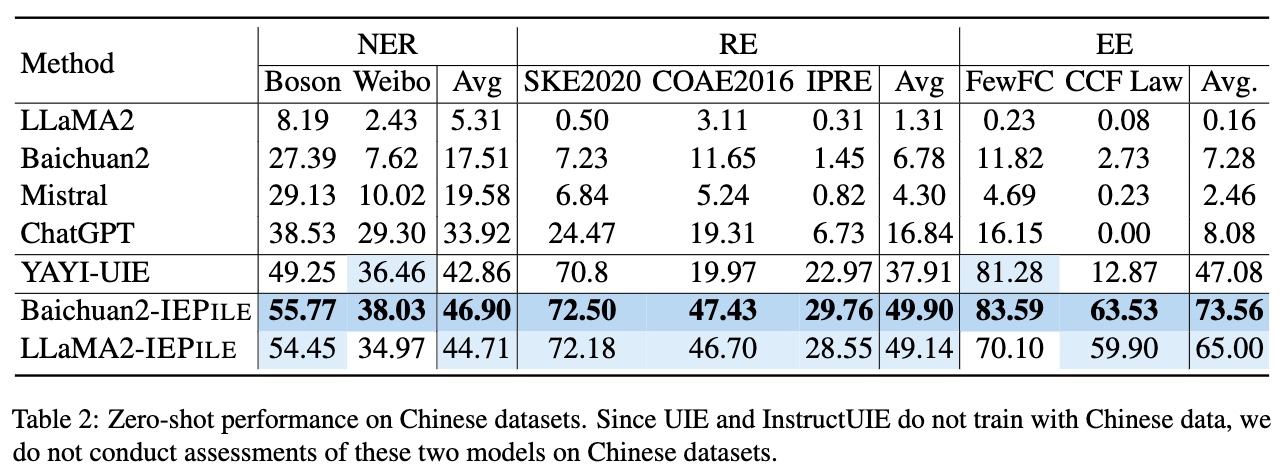 Method NER RE EE
Boson Weibo Avg SKE2020 COAE2016 IPRE Avg FewFC CCF Law Avg.
LLaMA2 8.19 2.43 5.31 0.50 3.11 0.31 1.31 0.23 0.08 0.16
Baichuan2 27.39 7.62 17.51 7.23 11.65 1.45 6.78 11.82 2.73 7.28
Mistral 29.13 10.02 19.58 6.84 5.24 0.82 4.30 4.69 0.23 2.46
ChatGPT 38.53 29.30 33.92 24.47 19.31 6.73 16.84 16.15 0.00 8.08
YAYI-UIE 49.25 36.46 42.86 70.8 19.97 22.97 37.91 81.28 12.87 47.08
Baichuan2-IEPILE 55.77 38.03 46.90 72.50 47.43 29.76 49.90 83.59 63.53 73.56
LLaMA2-IEPILE 54.45 34.97 44.71 72.18 46.70 28.55 49.14 70.10 59.90 65.00
Table 2: Zero-shot performance on Chinese datasets. Since UIE and InstructUIE do not train with Chinese data, we
do not conduct assessments of these two models on Chinese datasets.